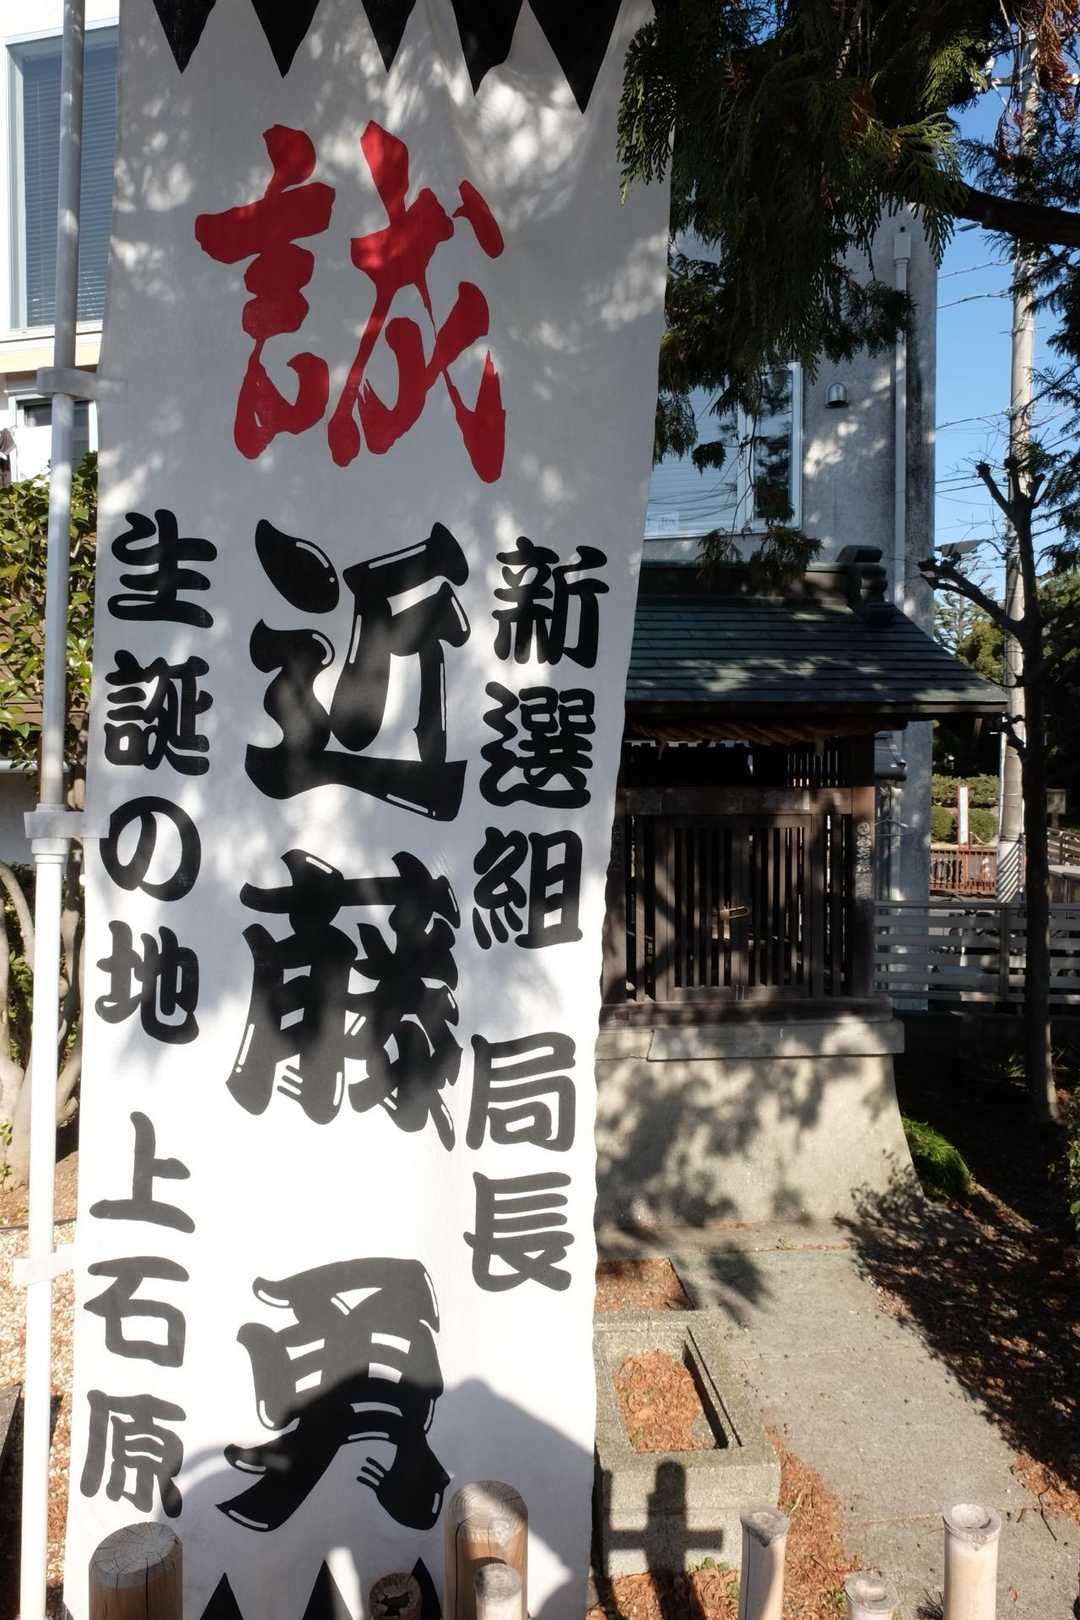 誠
新選組 局長
近藤 勇
生誕の地 上石原